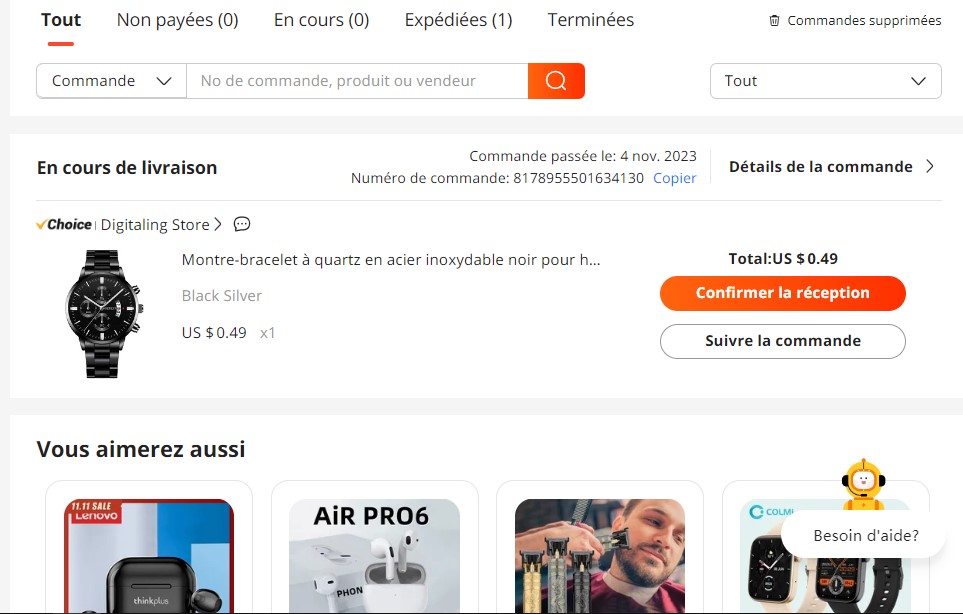 Tout Non payées (0) En cours (0) Expédiées (1) Terminées Commandes supprimées
Commande No de commande, produit ou vendeur Tout
En cours de livraison
Commande passée le: 4 nov. 2023
Numéro de commande: 8178955501634130 Copier
Détails de la commande
Choice Digitaling Store
Montre-bracelet à quartz en acier inoxydable noir pour h...
Black Silver
US $0.49 x1
Total:US $0.49
Confirmer la réception
Suivre la commande
Vous aimerez aussi
11.11 SALE
Lenovo
thinkplus
AiR PRO6
PHON
COLMI
Besoin d'aide?